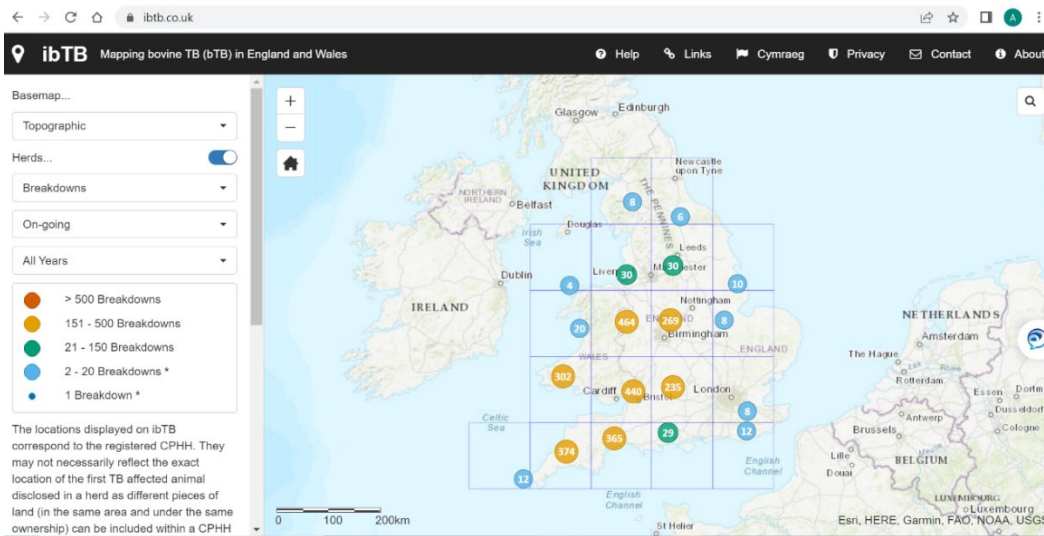 ibtb.co.uk
A
ibTB Mapping bovine TB (bTB) in England and Wales
Help Links Cymraeg Privacy Contact About
Basemap...
Topographic
Herds...
Breakdowns
On-going
All Years
> 500 Breakdowns
151 - 500 Breakdowns
21 - 150 Breakdowns
2 - 20 Breakdowns *
1 Breakdown *
The locations displayed on ibTB
correspond to the registered CPHH. They
may not necessarily reflect the exact
location of the first TB affected animal
disclosed in a herd as different pieces of
land (in the same area and under the same
ownership) can be included within a CPHH
+
−
Glasgow
Edinburgh
UNITED
KINGDOM
Newcastle
upon Tyne
NORTHERN
IRELAND
Belfast
THE PENNINES
8
6
Douglas
Irish
Sea
Leeds
30
30
Dublin
4
10
IRELAND
Nottingham
20
464
269
8
Birmingham
WALES
ENGLAND
302
Cardiff
440
235
London
8
Celtic
Sea
365
29
12
374
12
English
Channel
English
Channel
St Helier
NETHERLANDS
Amsterdam
The Hague
Rotterdam
Essen
Dortm
Antwerp
Dusseldorf
Brussels
Cologne
Lille
BELGIUM
Douai
LUXEMBOURG
Luxembourg
0 100 200km
Esri, HERE, Garmin, FAO, NOAA, USGS